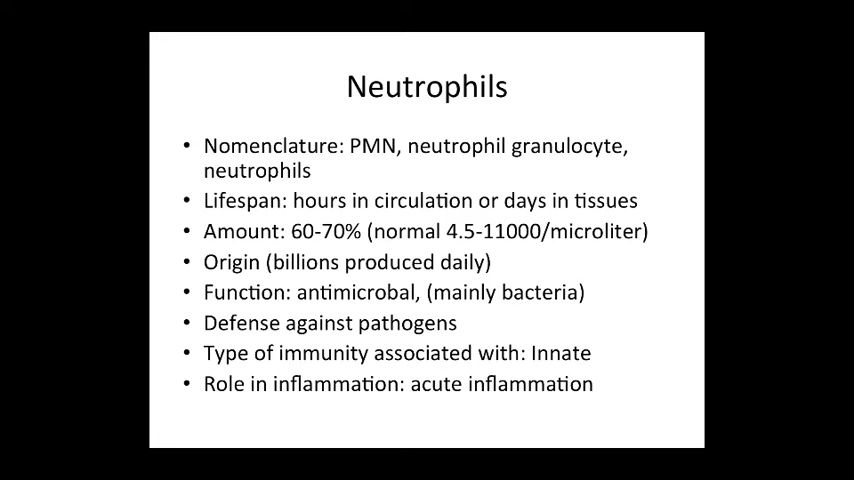 Neutrophils
• Nomenclature: PMN, neutrophil granulocyte,
neutrophils
• Lifespan: hours in circulation or days in tissues
• Amount: 60-70% (normal 4.5-11000/microliter)
• Origin (billions produced daily)
• Function: antimicrobial, (mainly bacteria)
• Defense against pathogens
• Type of immunity associated with: Innate
• Role in inflammation: acute inflammation